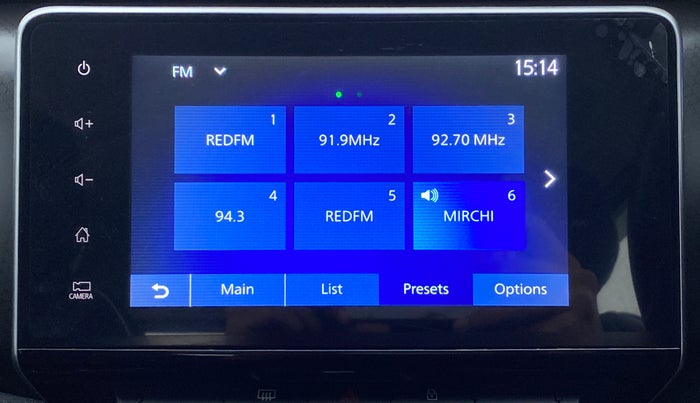 FM
15:14
1
REDFM
2
91.9MHz
3
92.70 MHz
4
94.3
5
REDFM
6
MIRCHI
Main
List
Presets
Options
+
−
CAMERA